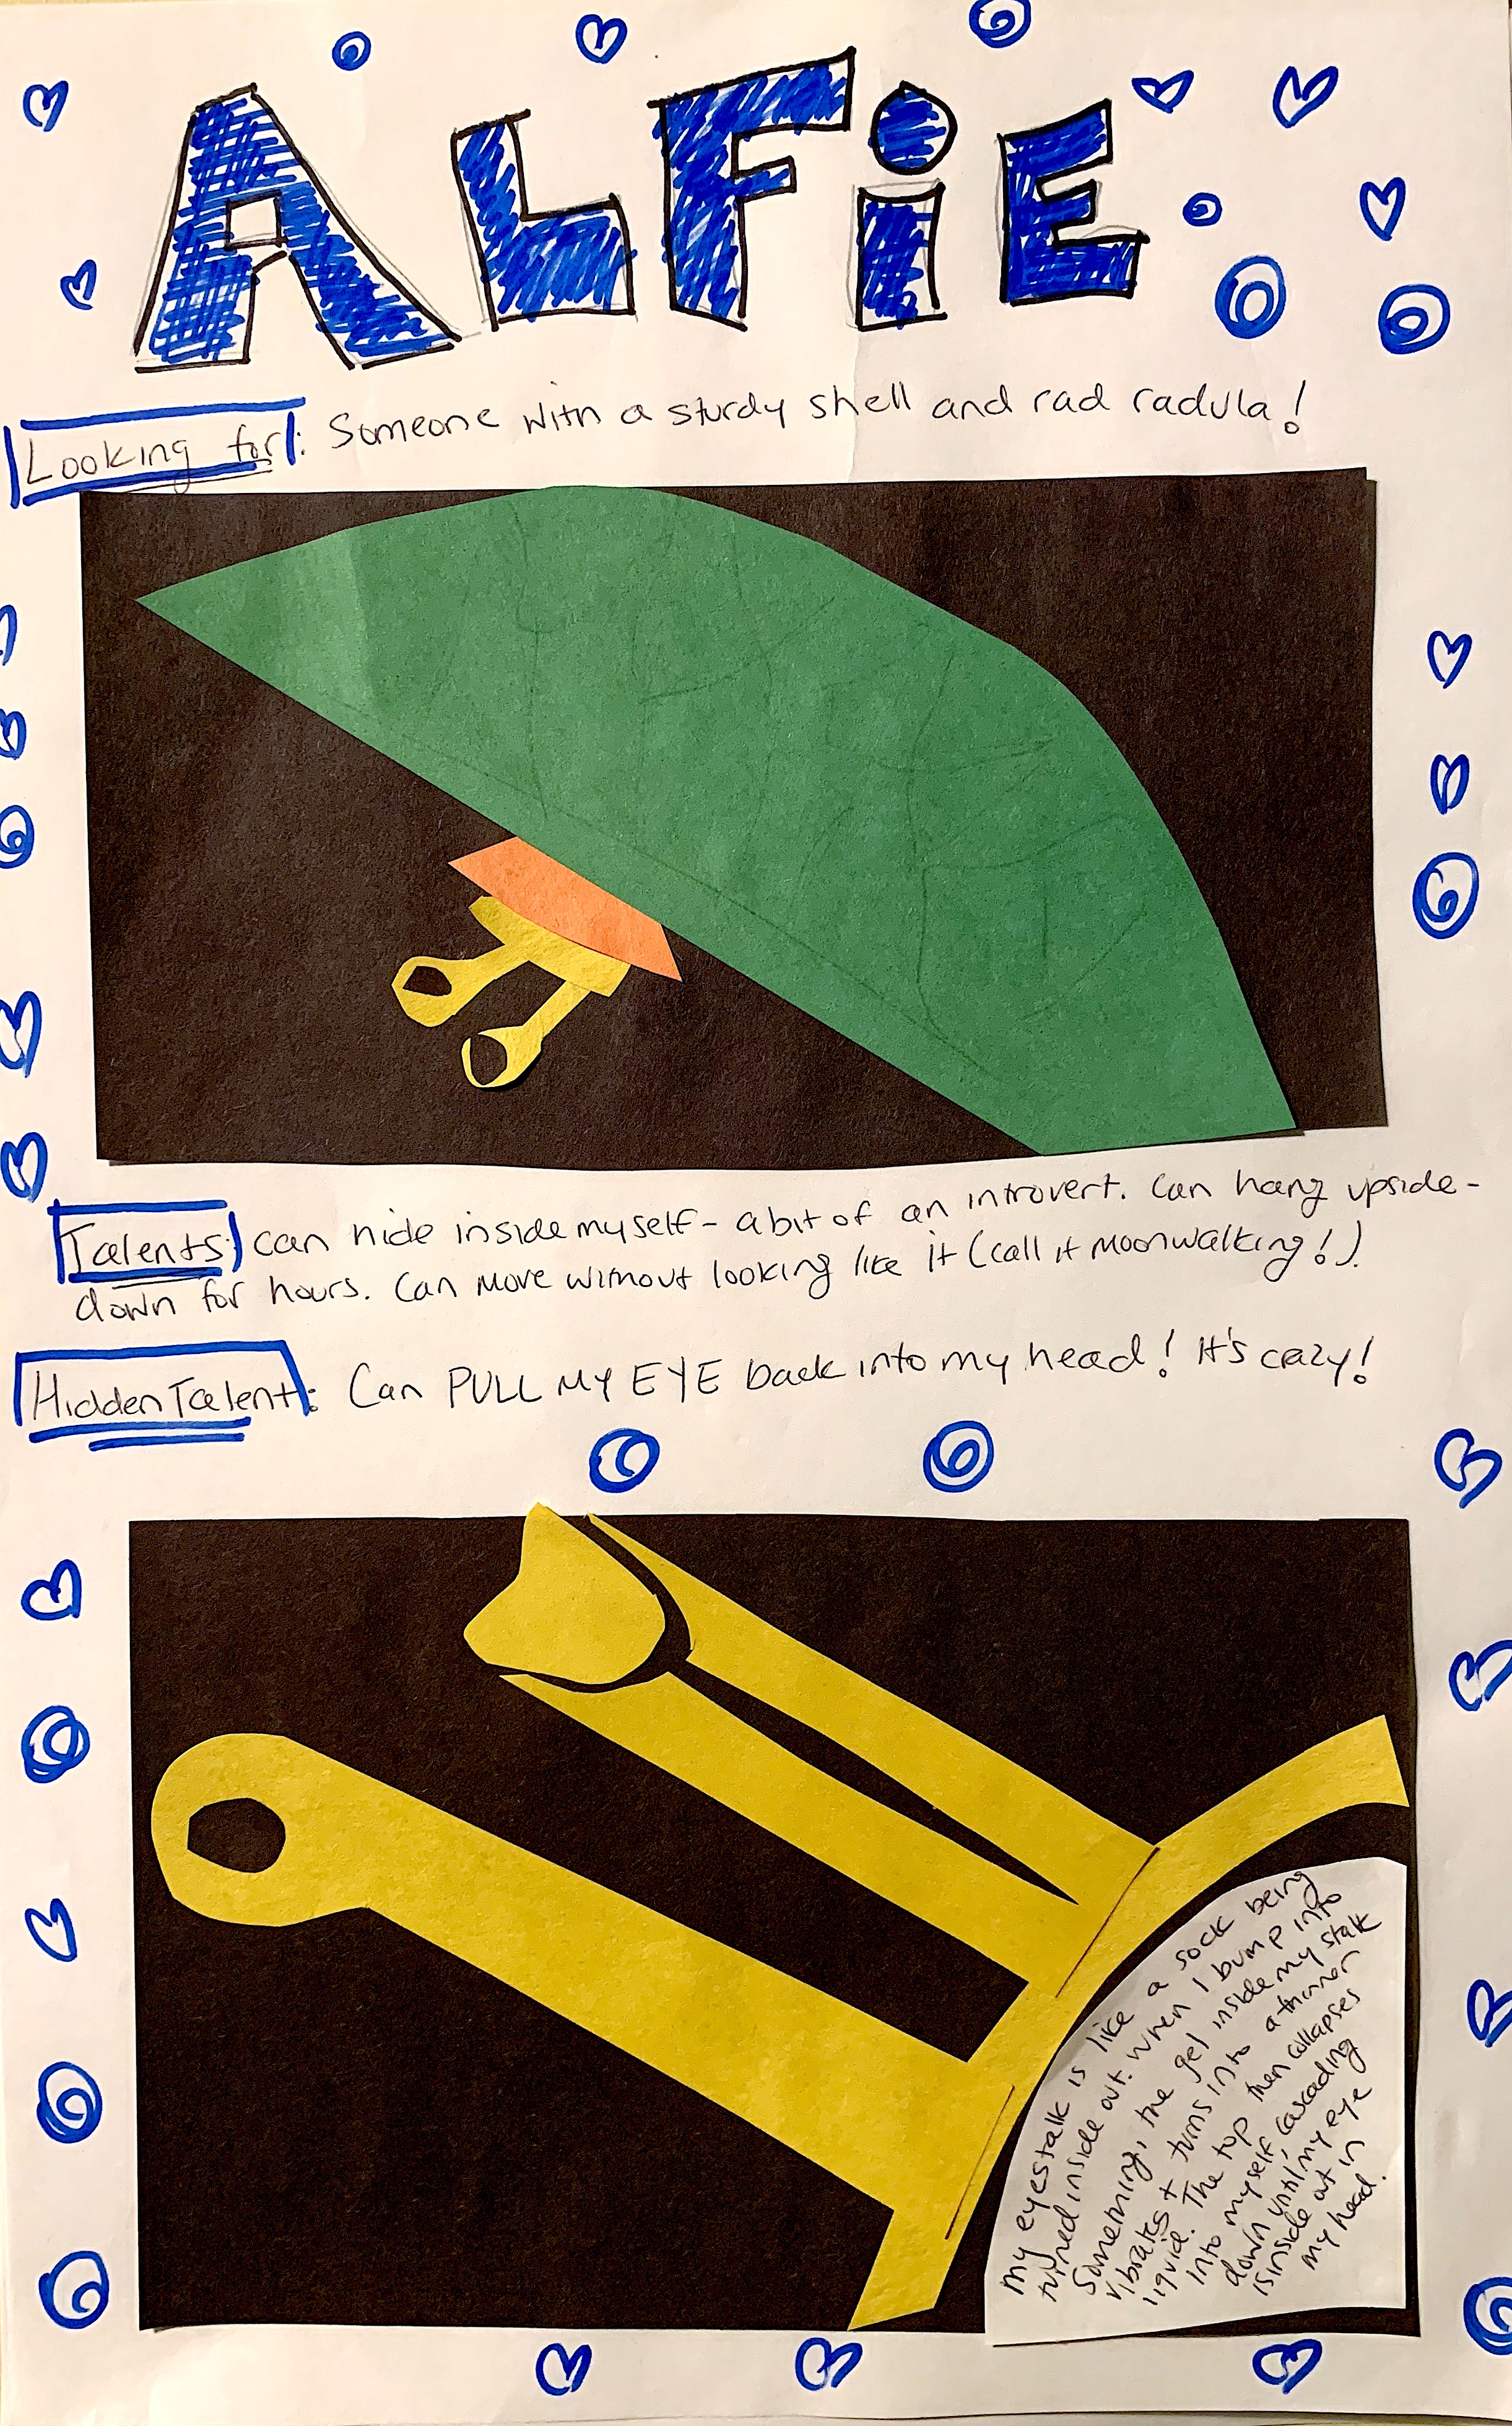 ALFiE
Looking for: Someone with a sturdy shell and rad radula!
Talents: Can hide inside myself - a bit of an introvert. Can hang upside-
down for hours. Can move without looking like it (call it Moonwalking!).
Hidden Talent: Can PULL MY EYE back into my head! It's crazy!
My eyestalk is like a sock being
turned inside out. When I bump into
something, the gel inside my stalk
vibrates + turns into a thinner
liquid. The top then collapses
into myself, cascading
down until my eye
is inside out in
my head.